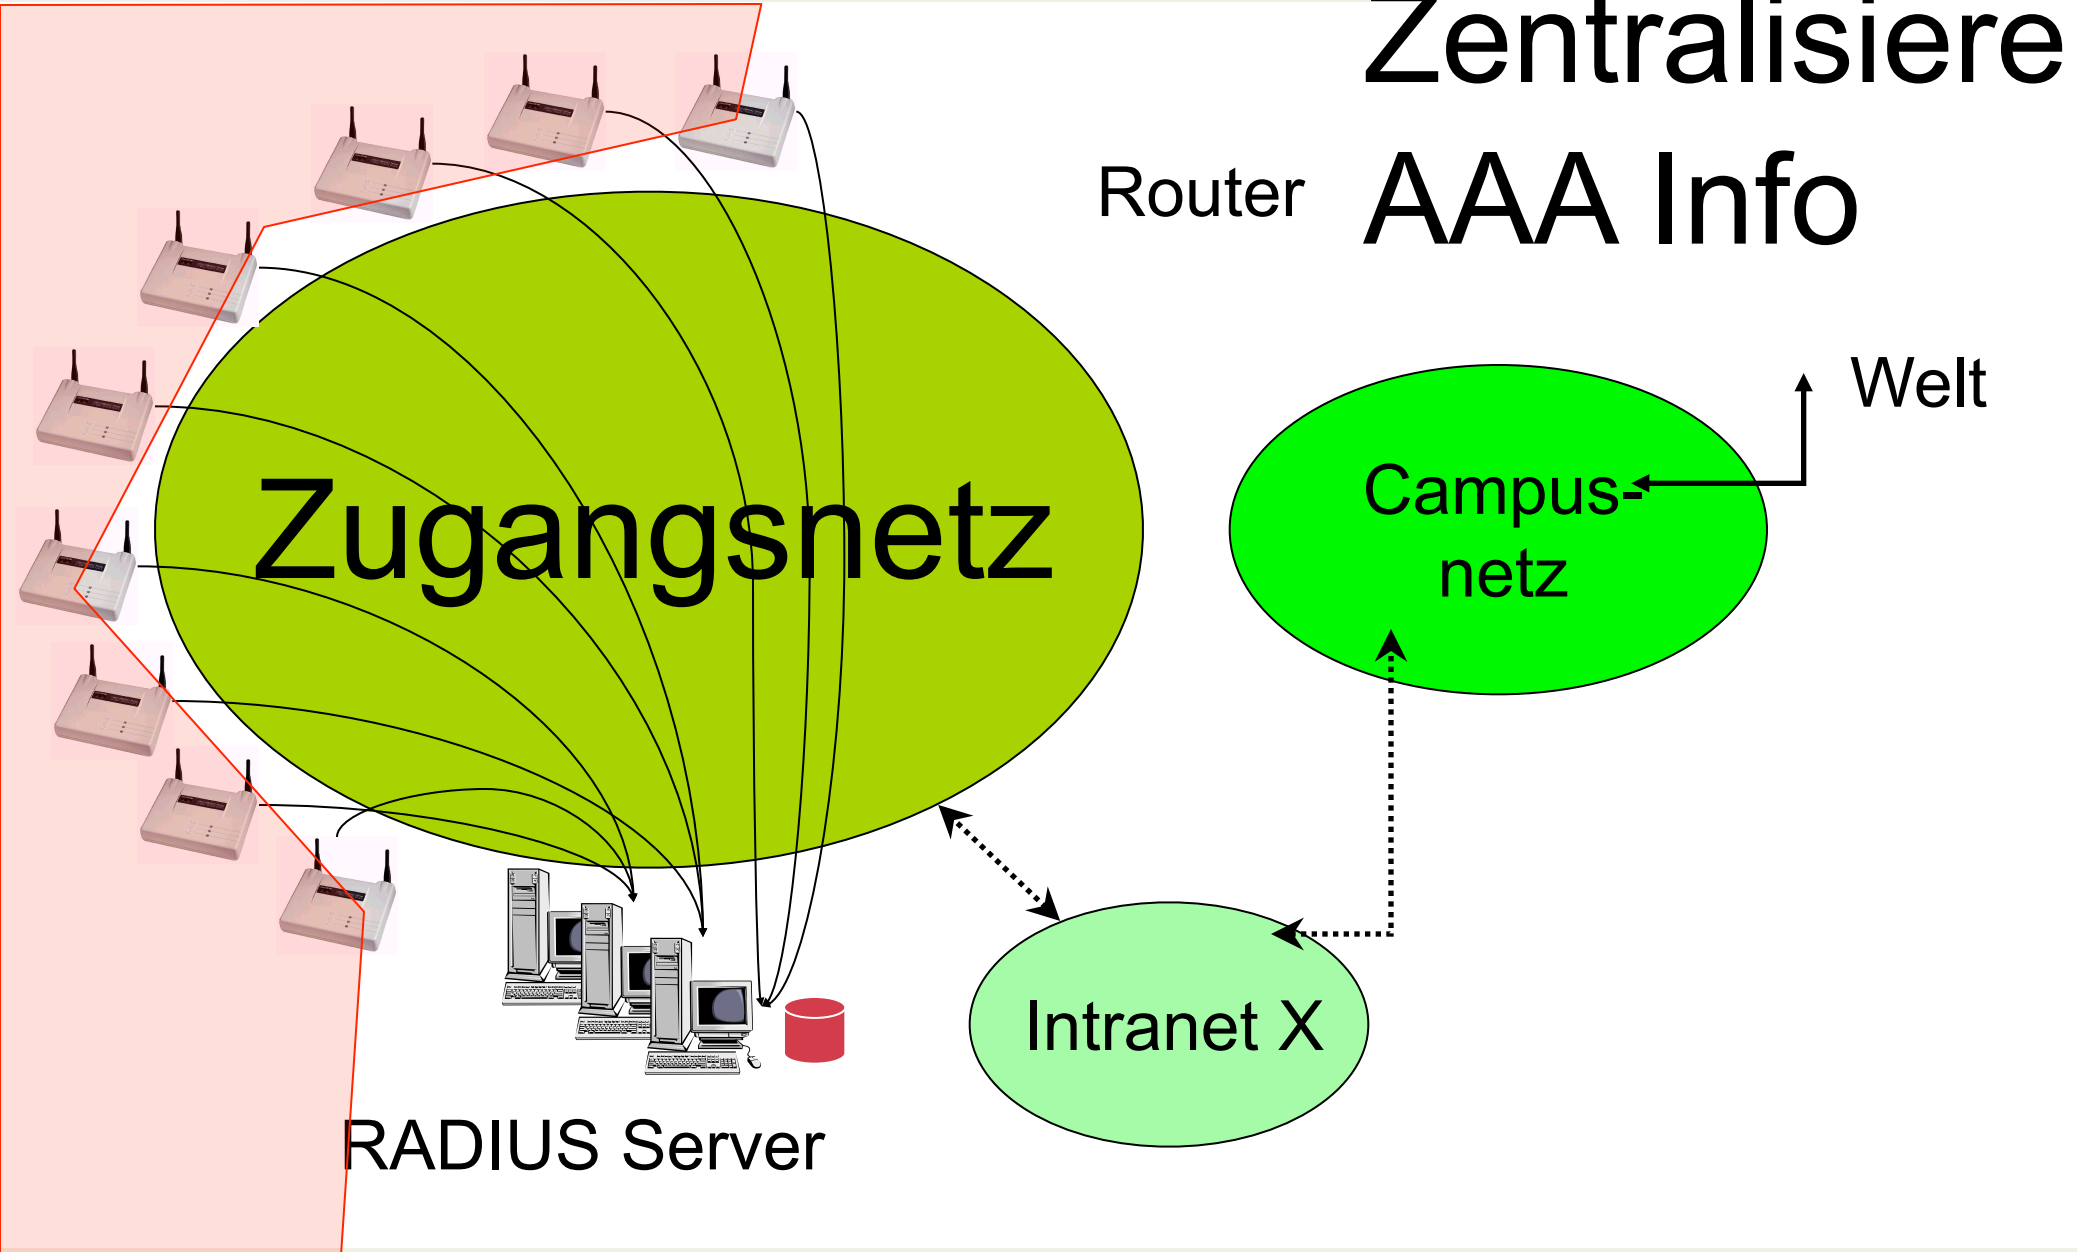 Zentralisiere
AAA Info
Router
Welt
Zugangsnetz
Campus-
netz
Intranet X
RADIUS Server